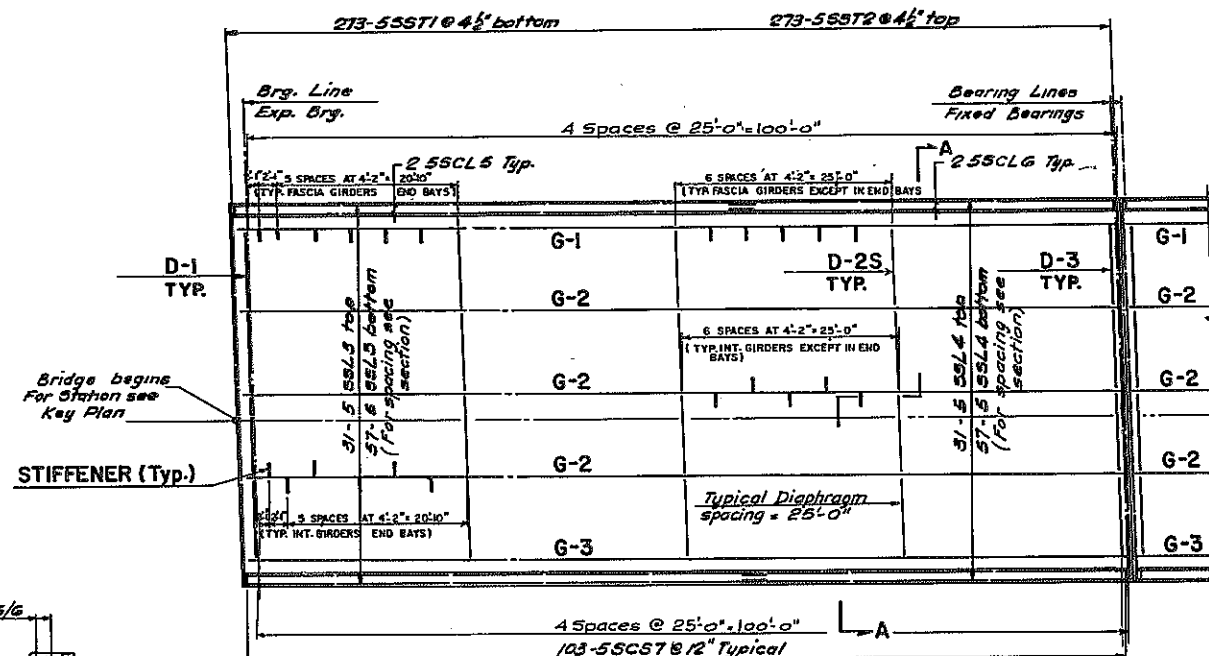 273-5SST1 @ 4½" bottom 273-5SST2 @ 4½" top
Brg. Line
Exp. Brg.
Bearing Lines
Fixed Bearings
4 Spaces @ 25'-0"=100'-0"
A
2 5SCL5 Typ.
2 5SCL6 Typ.
5 SPACES AT 4'-2"= 20'-10"
(TYP. FASCIA GIRDERS END BAYS)
6 SPACES AT 4'-2"= 25'-0"
(TYP. FASCIA GIRDERS EXCEPT IN END BAYS
G-1 G-1
D-1
TYP.
D-2S
TYP.
D-3
TYP.
G-2 G-2
31-5 SSL3 top
57-5 SSL3 bottom
(For spacing see
section)
31-5 SSL4 top
57-5 SSL4 bottom
(For spacing see
section)
6 SPACES AT 4'-2"= 25'-0"
(TYP. INT. GIRDERS EXCEPT IN END
BAYS)
G-2 G-2
Bridge begins
For Station see
Key Plan
G-2 G-2
STIFFENER (Typ.)
Typical Diaphragm
spacing = 25'-0"
5 SPACES AT 4'-2"= 20'-10"
(TYP. INT. GIRDERS END BAYS)
G-3 G-3
4 Spaces @ 25'-0"=100'-0"
A
103-5SCS7 @ 12" Typical